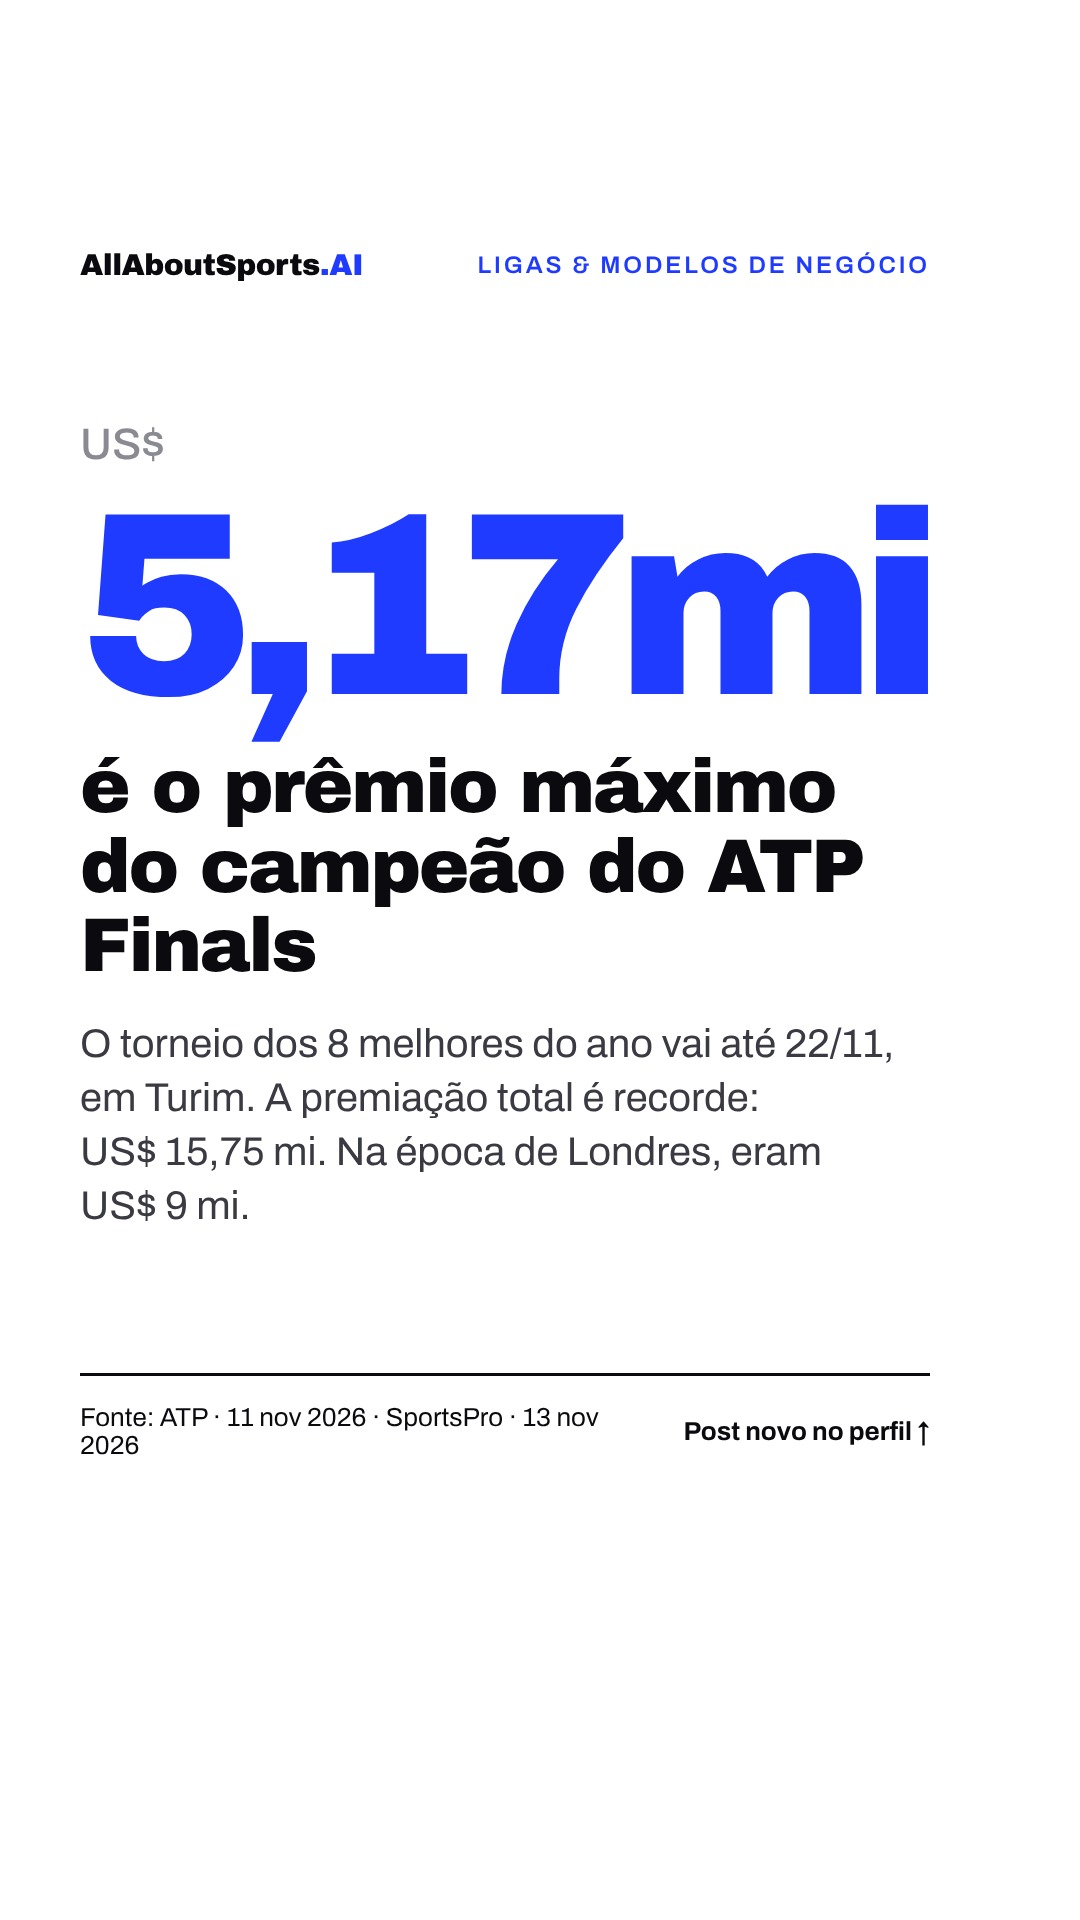 AllAboutSports.AI
LIGAS & MODELOS DE NEGÓCIO
US$
5,17mi
é o prêmio máximo
do campeão do ATP
Finals
O torneio dos 8 melhores do ano vai até 22/11,
em Turim. A premiação total é recorde:
US$ 15,75 mi. Na época de Londres, eram
US$ 9 mi.
Fonte: ATP · 11 nov 2026 · SportsPro · 13 nov
2026
Post novo no perfil ↑